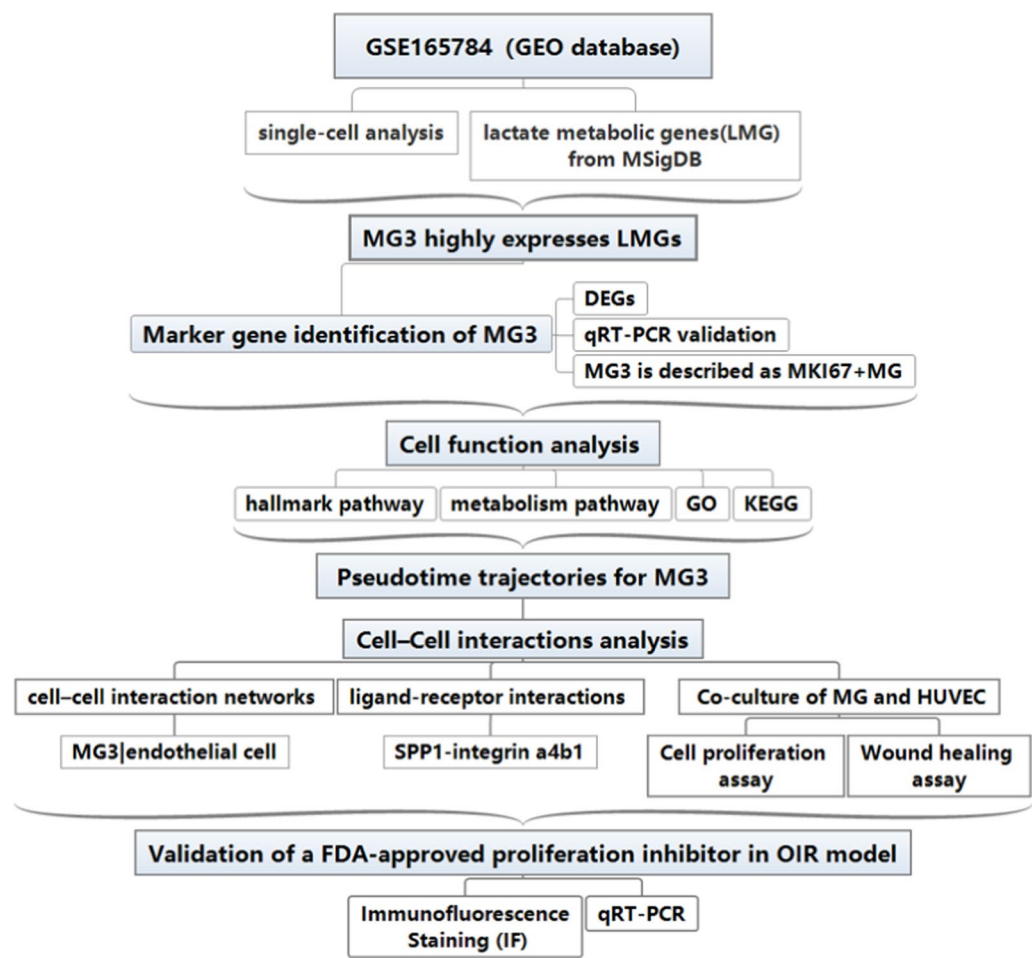 GSE165784 (GEO database)
single-cell analysis
lactate metabolic genes(LMG)
from MSigDB
MG3 highly expresses LMGs
Marker gene identification of MG3
DEGs
qRT-PCR validation
MG3 is described as MKI67+MG
Cell function analysis
hallmark pathway
metabolism pathway
GO
KEGG
Pseudotime trajectories for MG3
Cell–Cell interactions analysis
cell–cell interaction networks
ligand-receptor interactions
Co-culture of MG and HUVEC
MG3|endothelial cell
SPP1-integrin a4b1
Cell proliferation
assay
Wound healing
assay
Validation of a FDA-approved proliferation inhibitor in OIR model
Immunofluorescence
Staining (IF)
qRT-PCR